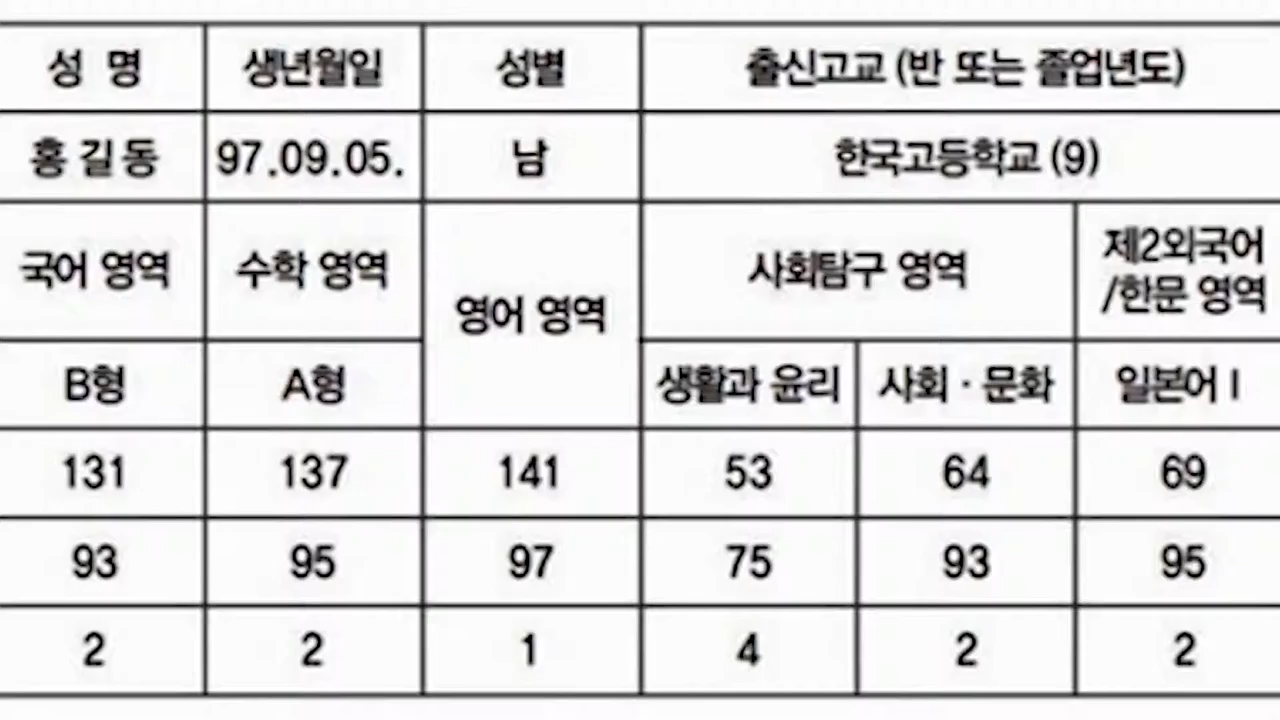 성 명 생년월일 성별 출신고교 (반 또는 졸업년도)
홍 길 동 97.09.05. 남 한국고등학교 (9)
국어 영역 수학 영역 영어 영역 사회탐구 영역 제2외국어
/한문 영역
B형 A형 생활과 윤리 사회 · 문화 일본어 I
131 137 141 53 64 69
93 95 97 75 93 95
2 2 1 4 2 2